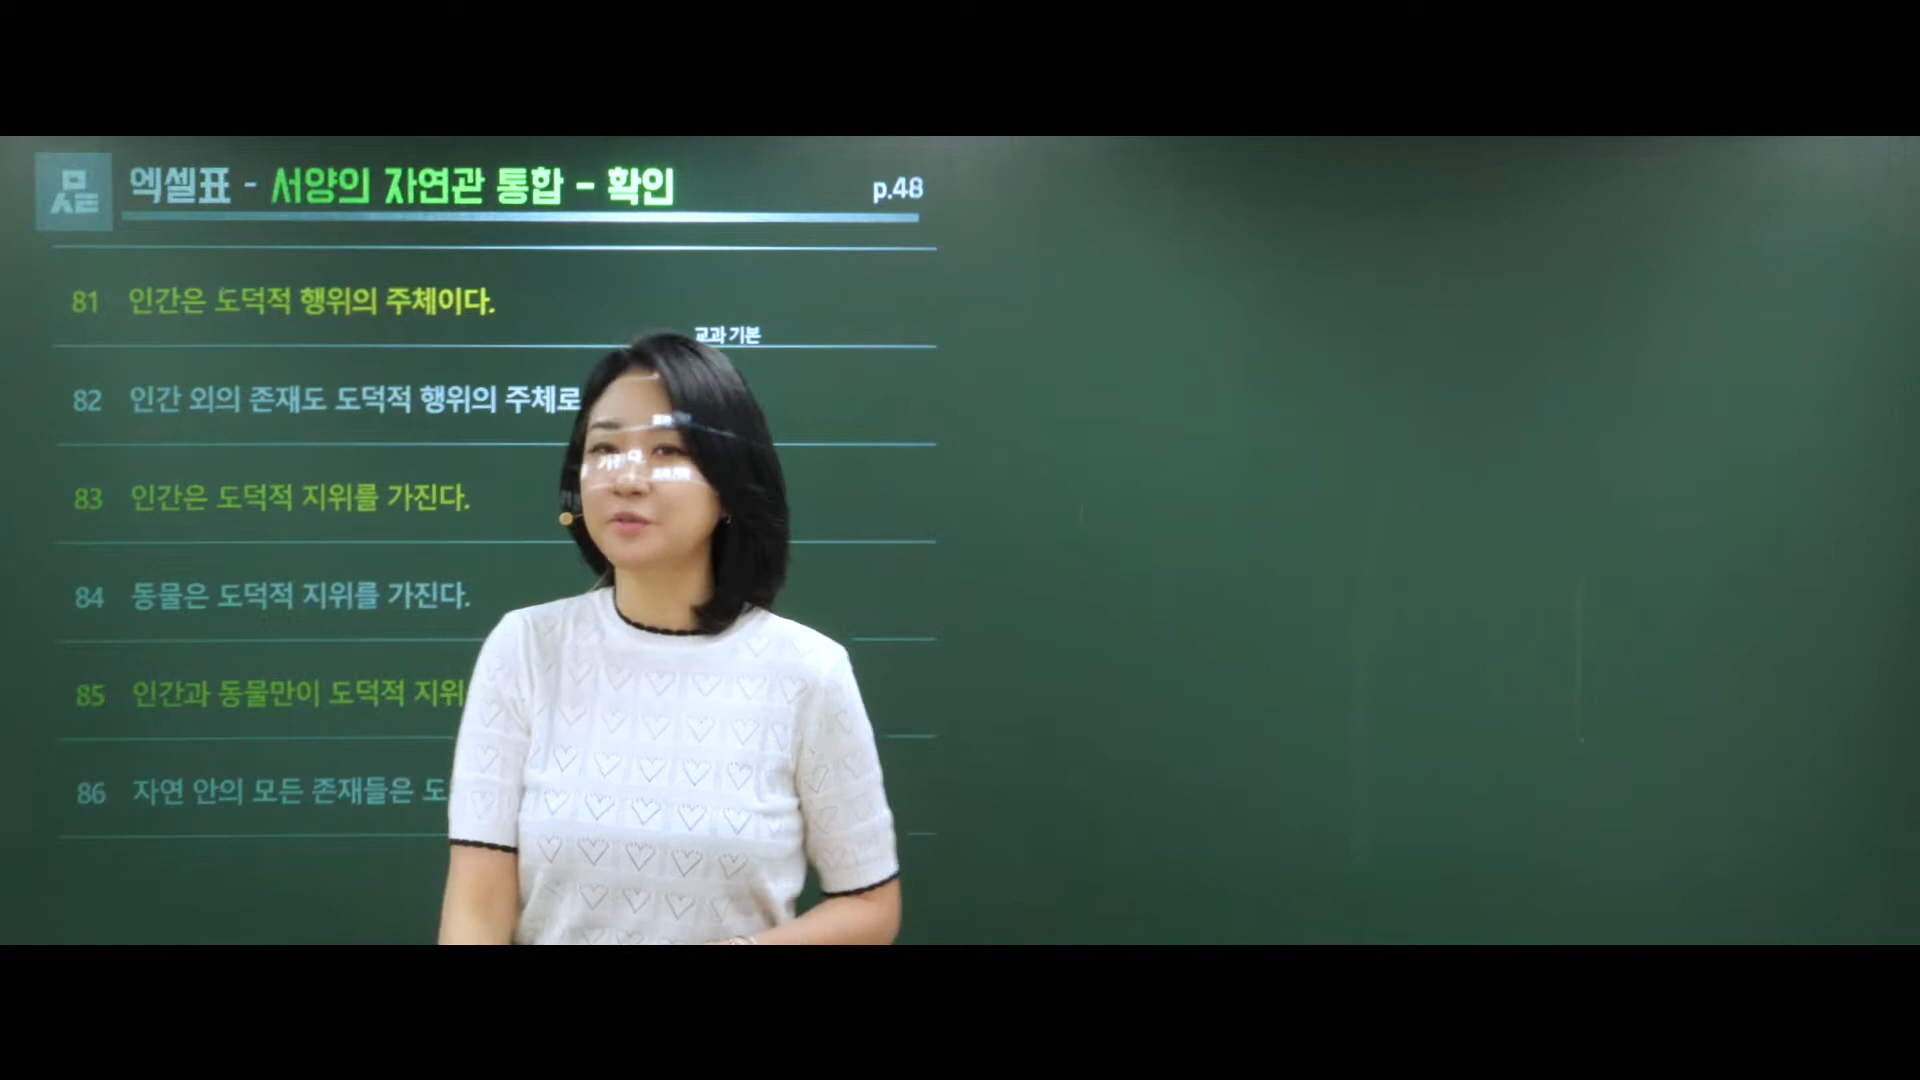 엑셀표 - 서양의 자연관 통합 - 확인
p.48
81 인간은 도덕적 행위의 주체이다.
교과 기본
82 인간 외의 존재도 도덕적 행위의 주체로
83 인간은 도덕적 지위를 가진다.
84 동물은 도덕적 지위를 가진다.
85 인간과 동물만이 도덕적 지위
86 자연 안의 모든 존재들은 도